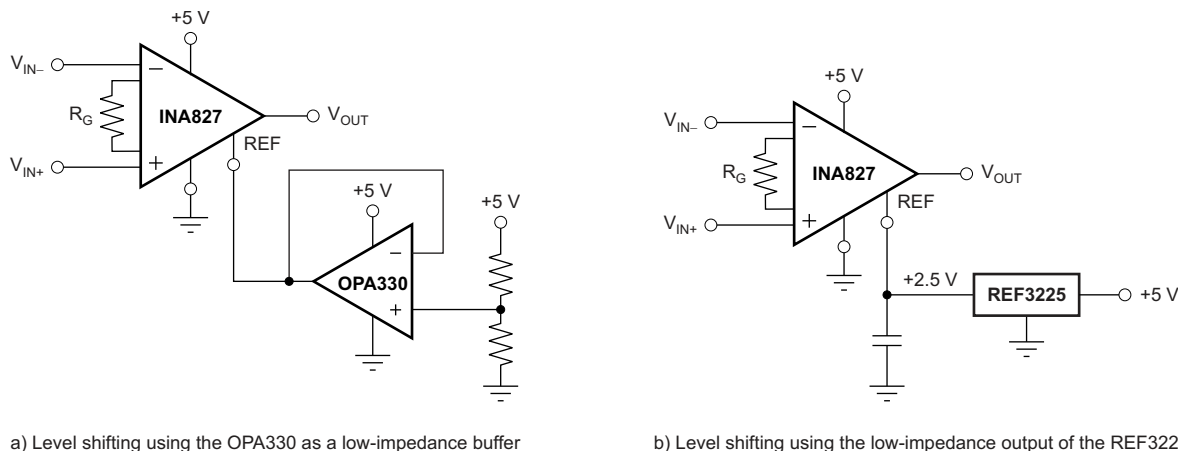 +5 V
V_IN–
R_G
INA827
V_OUT
V_IN+
REF
+5 V
+5 V
OPA330
a) Level shifting using the OPA330 as a low-impedance buffer
+5 V
V_IN–
R_G
INA827
V_OUT
V_IN+
REF
+2.5 V
REF3225
+5 V
b) Level shifting using the low-impedance output of the REF322